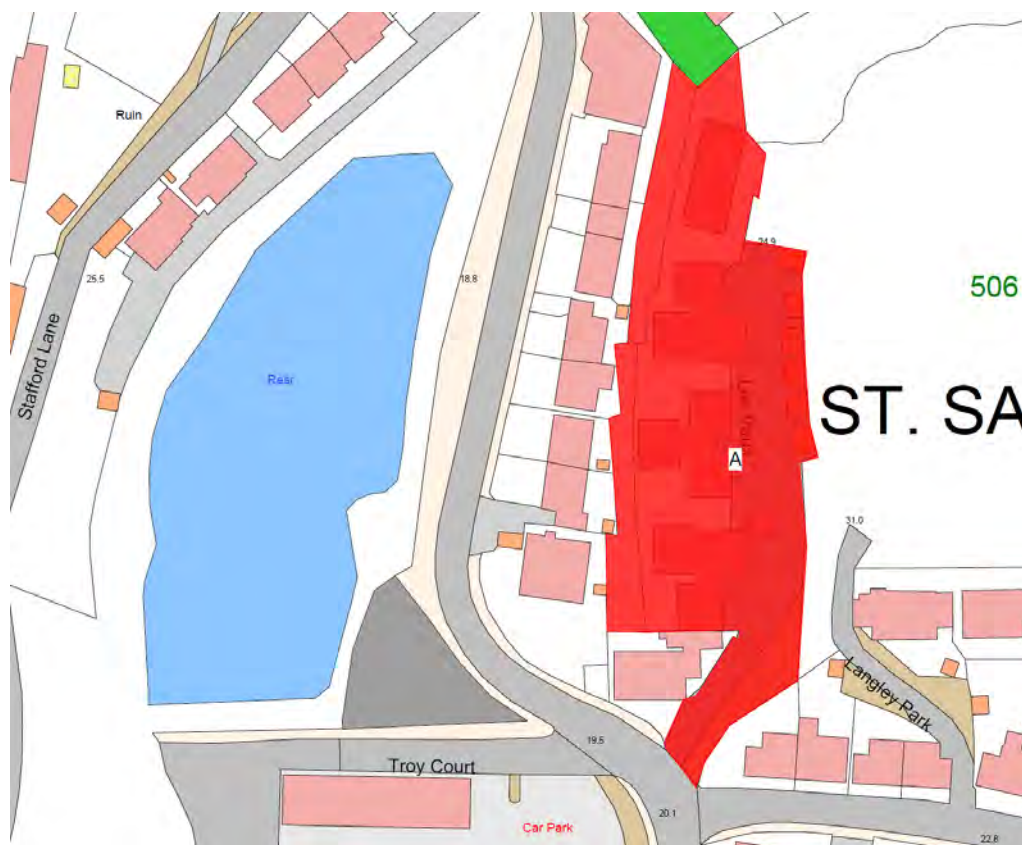 Ruin
24.9
25.5
18.8
506
Stafford Lane
Resr
ST. SA
A
31.0
Langley Park
19.5
Troy Court
20.1
Car Park
22.8